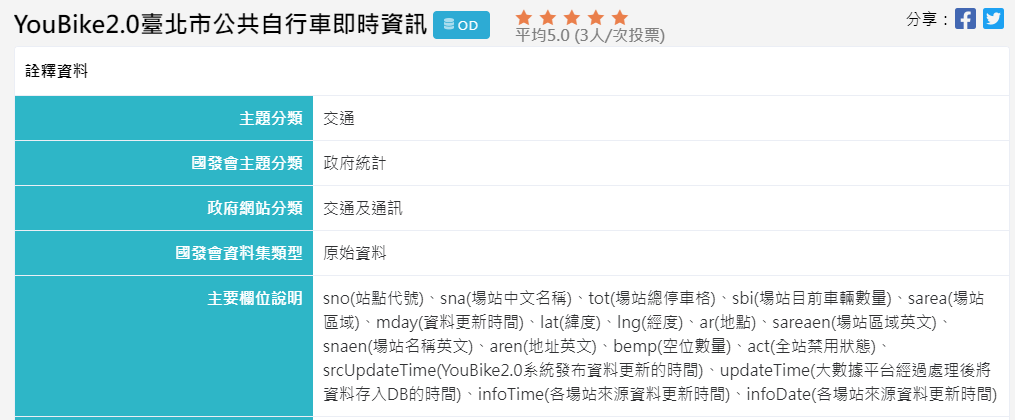 YouBike2.0臺北市公共自行車即時資訊 OD
平均5.0 (3人/次投票)
分享：
詮釋資料
主題分類 交通
國發會主題分類 政府統計
政府網站分類 交通及通訊
國發會資料集類型 原始資料
主要欄位說明 sno(站點代號)、sna(場站中文名稱)、tot(場站總停車格)、sbi(場站目前車輛數量)、sarea(場站
區域)、mday(資料更新時間)、lat(緯度)、lng(經度)、ar(地點)、sareaen(場站區域英文)、
snaen(場站名稱英文)、aren(地址英文)、bemp(空位數量)、act(全站禁用狀態)、
srcUpdateTime(YouBike2.0系統發布資料更新的時間)、updateTime(大數據平台經過處理後將
資料存入DB的時間)、infoTime(各場站來源資料更新時間)、infoDate(各場站來源資料更新時間)